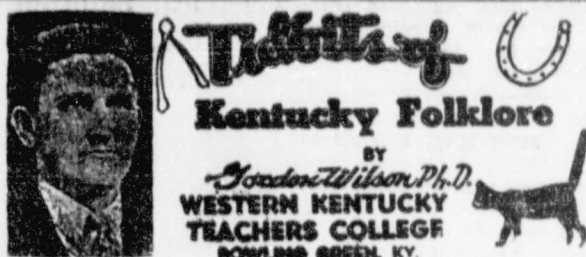 Tidbits of
Kentucky Folklore
BY
Gordon Wilson, Ph.D.
WESTERN KENTUCKY
TEACHERS COLLEGE
BOWLING GREEN, KY.